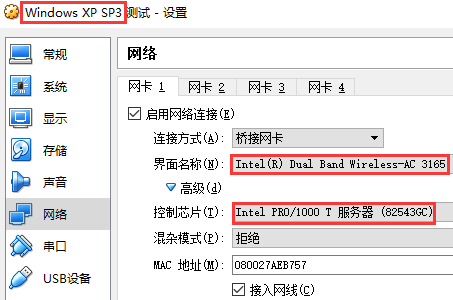 Windows XP SP3测试 - 设置
常规
系统
显示
存储
声音
网络
串口
USB设备
网络
网卡 1 网卡 2 网卡 3 网卡 4
启用网络连接(E)
连接方式(A): 桥接网卡
界面名称(N): Intel(R) Dual Band Wireless-AC 3165
高级(d)
控制芯片(T): Intel PRO/1000 T 服务器 (82543GC)
混杂模式(P): 拒绝
MAC 地址(M): 080027AEB757
接入网线(C)